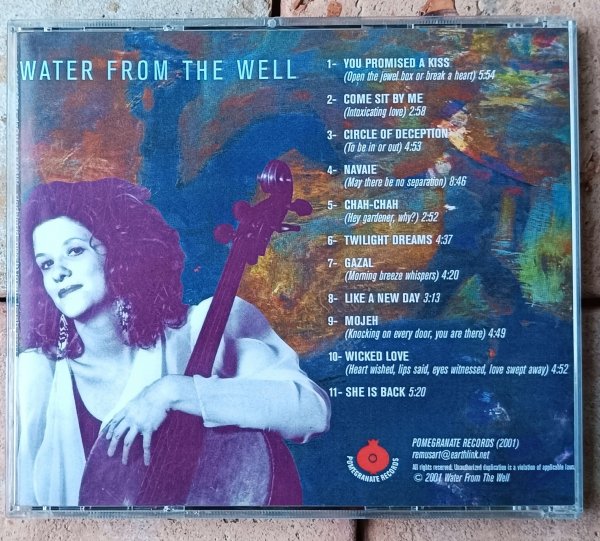 WATER FROM THE WELL
1- YOU PROMISED A KISS
(Open the jewel box or break a heart) 5:54
2- COME SIT BY ME
(Intoxicating love) 2:58
3- CIRCLE OF DECEPTION
(To be in or out) 4:53
4- NAVAIE
(May there be no separation) 8:46
5- CHAH-CHAH
(Hey gardener, why?) 2:52
6- TWILIGHT DREAMS 4:37
7- GAZAL
(Morning breeze whispers) 4:20
8- LIKE A NEW DAY 3:13
9- MOJEH
(Knocking on every door, you are there) 4:49
10- WICKED LOVE
(Heart wished, lips said, eyes witnessed, love swept away) 4:52
11- SHE IS BACK 5:20
POMEGRANATE RECORDS
POMEGRANATE RECORDS (2001)
remusart@earthlink.net
All rights reserved. Unauthorized duplication is a violation of applicable laws
© 2001 Water From The Well